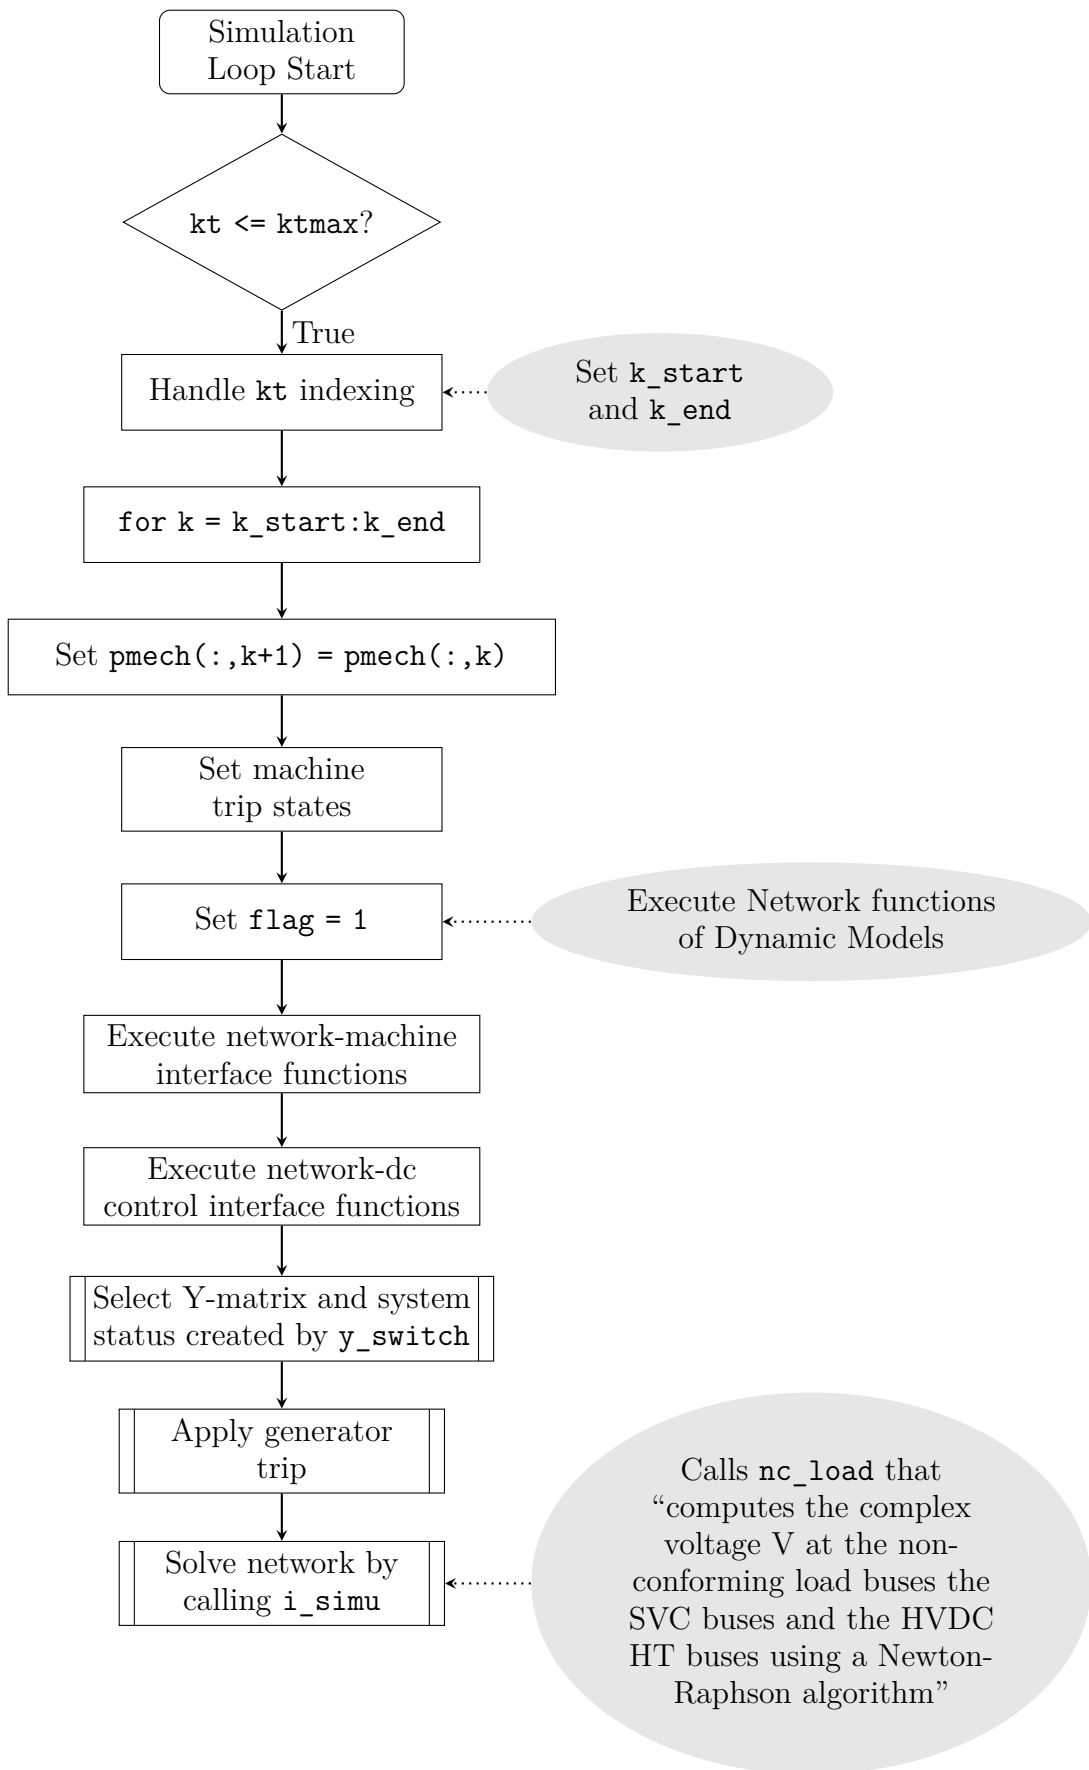 Simulation
Loop Start
kt <= ktmax?
True
Handle kt indexing
Set k_start
and k_end
for k = k_start:k_end
Set pmech(:,k+1) = pmech(:,k)
Set machine
trip states
Set flag = 1
Execute Network functions
of Dynamic Models
Execute network-machine
interface functions
Execute network-dc
control interface functions
Select Y-matrix and system
status created by y_switch
Apply generator
trip
Solve network by
calling i_simu
Calls nc_load that
“computes the complex
voltage V at the non-
conforming load buses the
SVC buses and the HVDC
HT buses using a Newton-
Raphson algorithm”